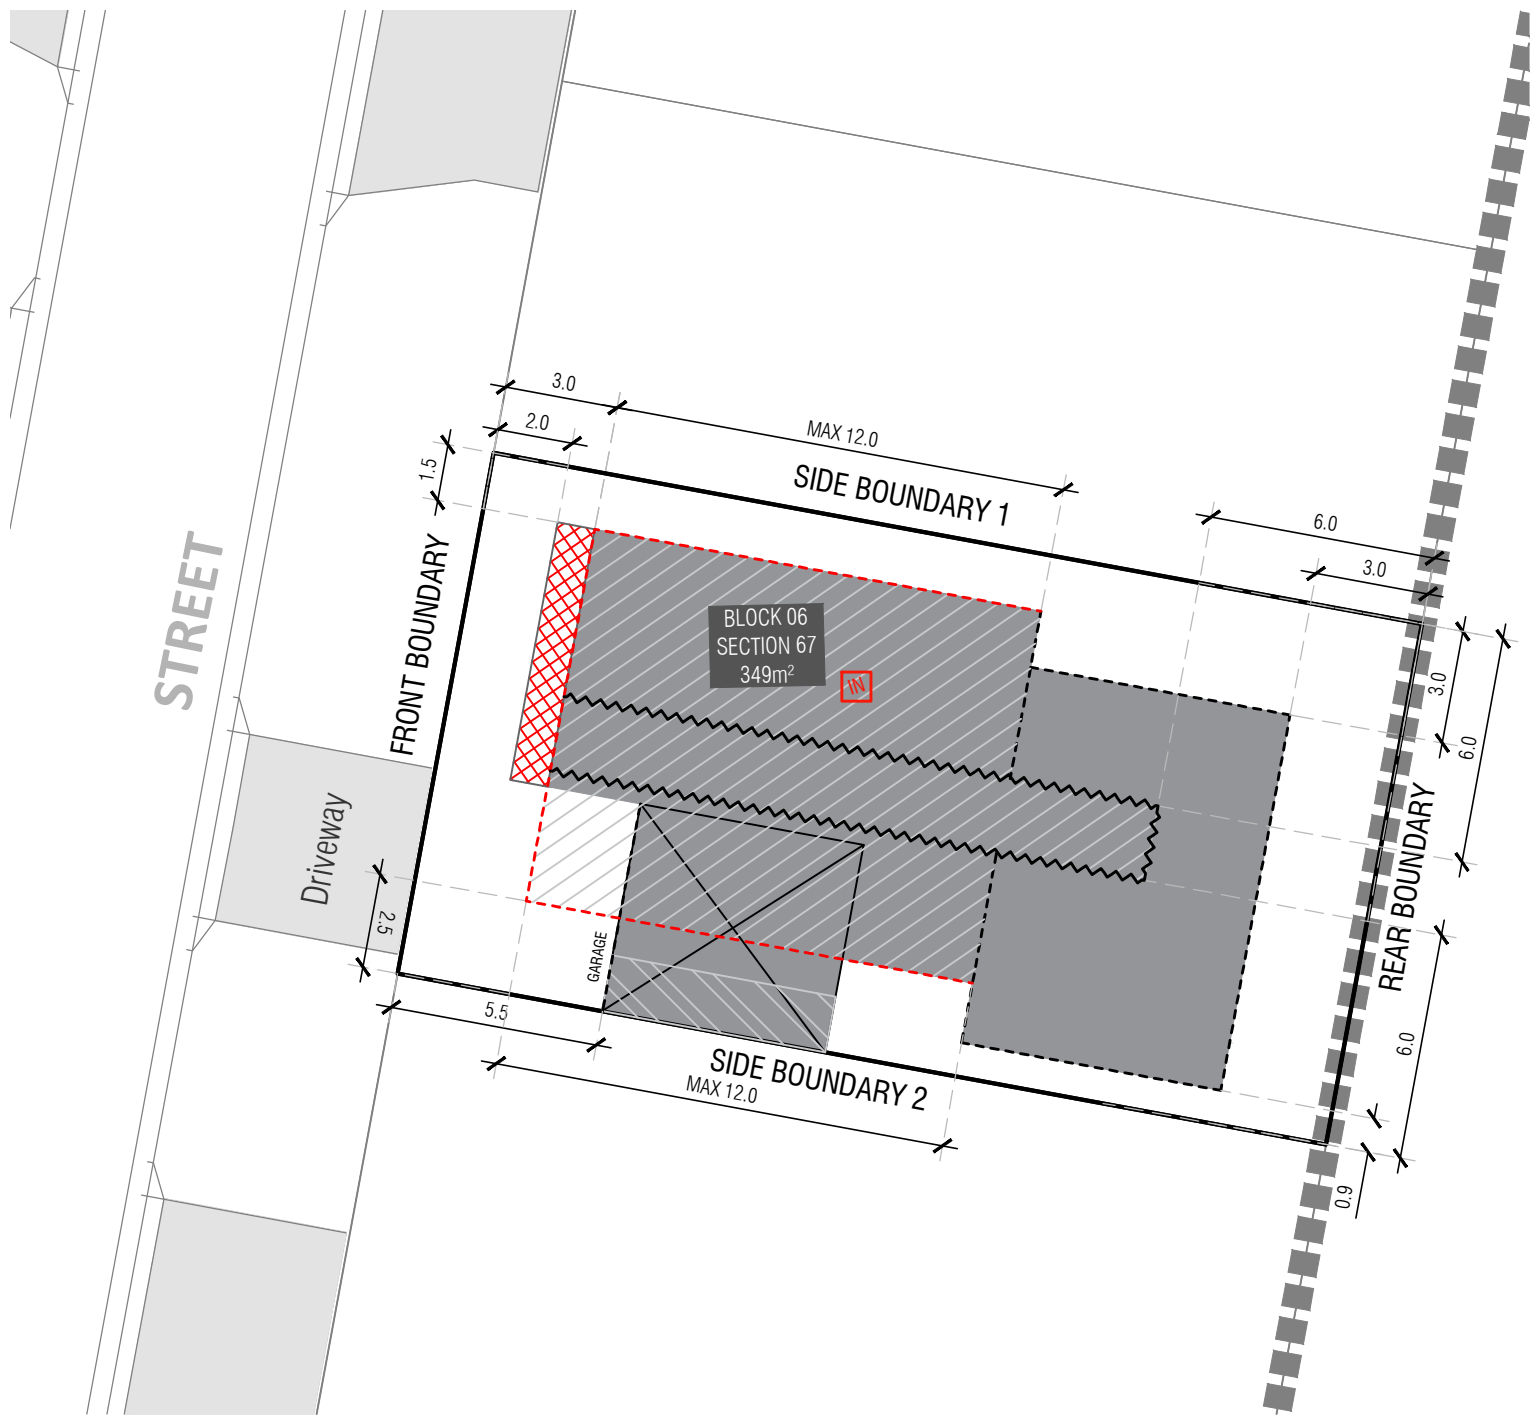 3.0
MAX 12.0
2.0
1.5
SIDE BOUNDARY 1
6.0
3.0
STREET
FRONT BOUNDARY
BLOCK 06
SECTION 67
349m²
IN
3.0
6.0
Driveway
2.5
GARAGE
REAR BOUNDARY
5.5
SIDE BOUNDARY 2
MAX 12.0
6.0
0.9